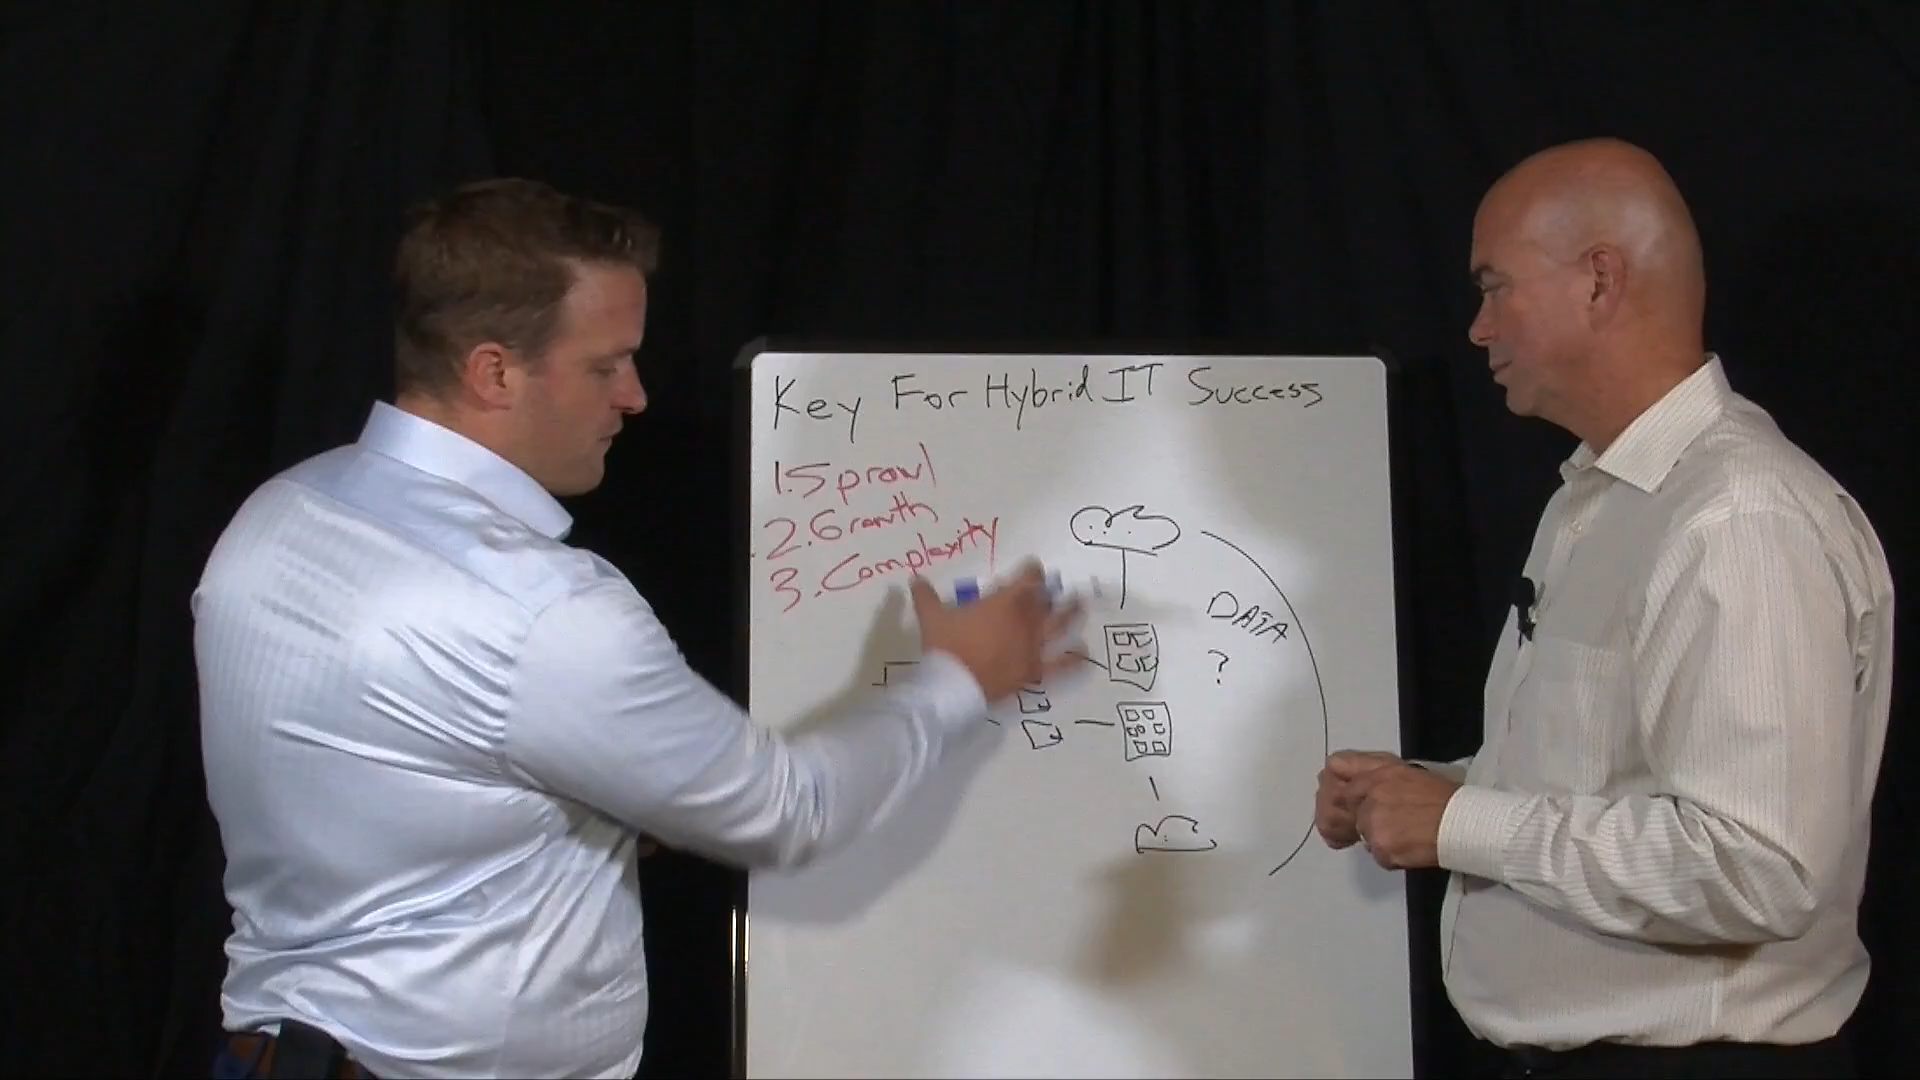 Key For Hybrid IT Success
1. Sprawl
2. Growth
3. Complexity
DATA
?